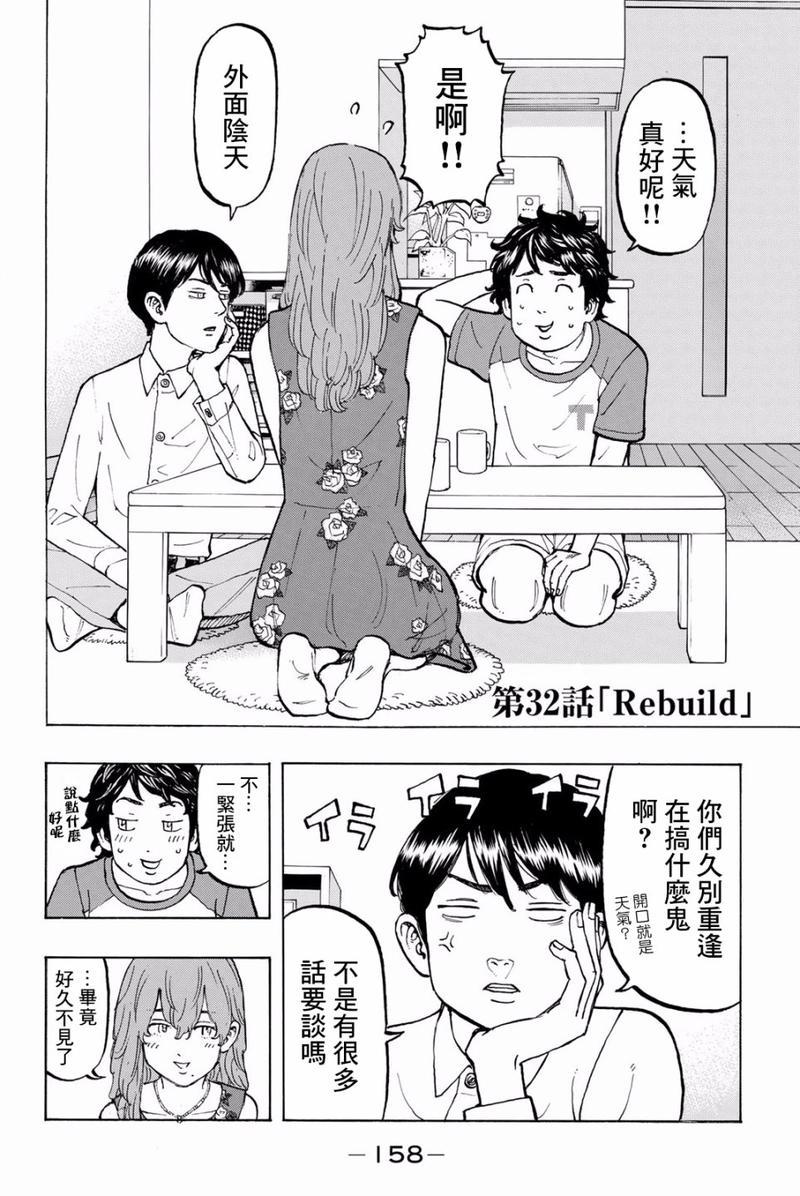 …天氣
真好呢!!
是啊!!
外面陰天
T
第32話「Rebuild」
你們久別重逢
在搞什麼鬼
啊？
開口就是
天氣？
イラ
イラ
イラ
不是有很多
話要談嗎
不…
一緊張就…
說點什麼
好呢
…畢竟
好久不見了
—158—